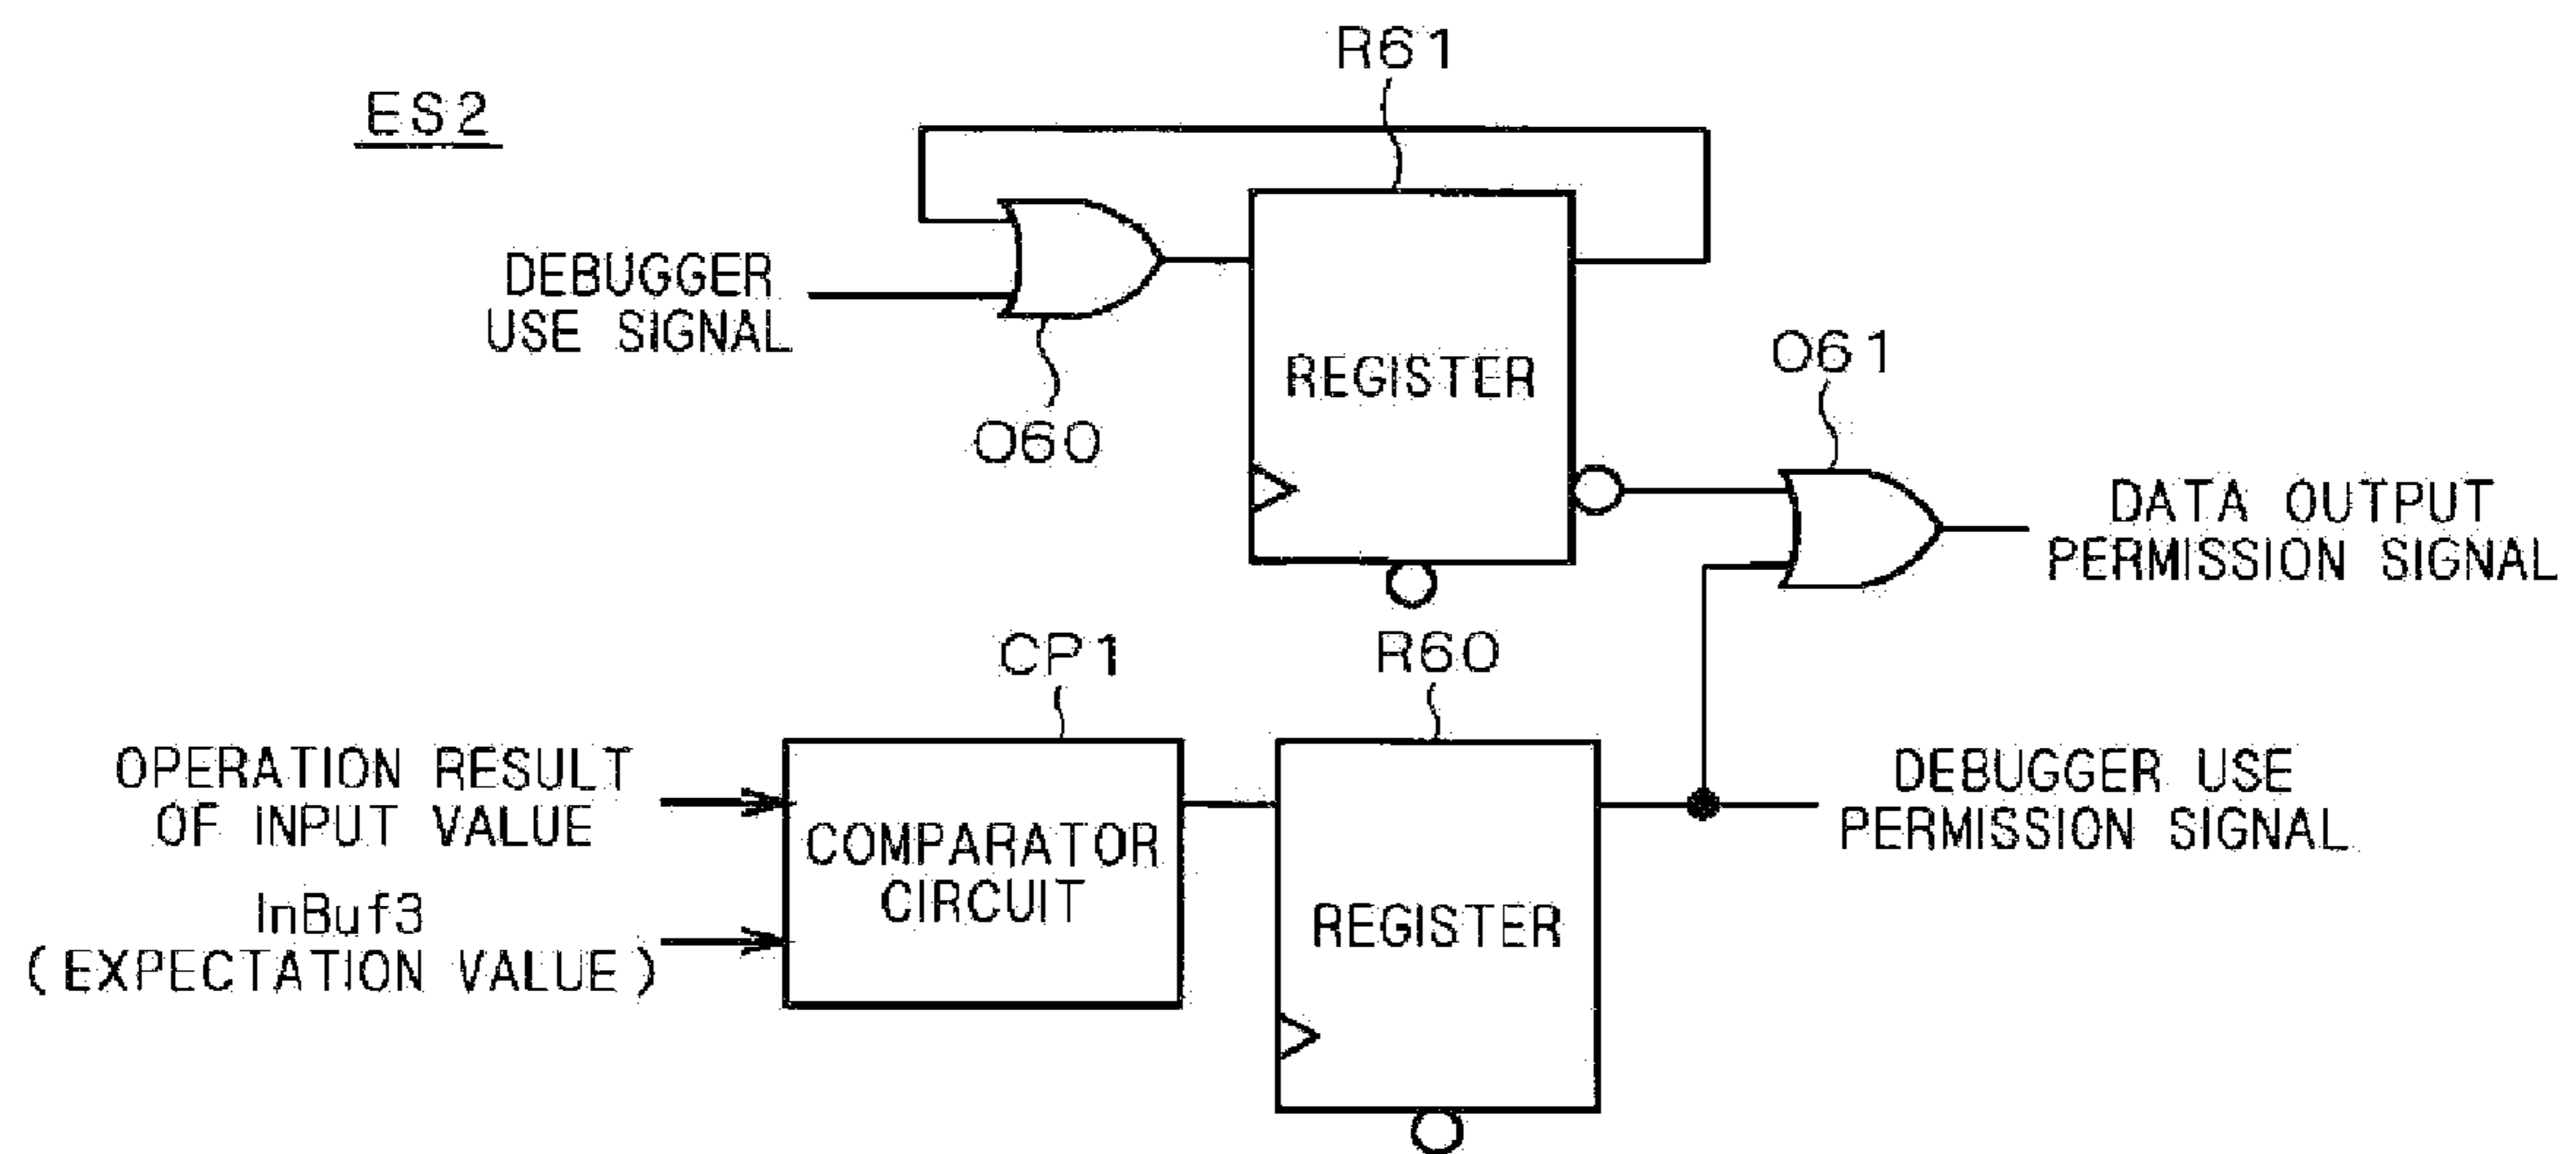 R61
ES2
DEBUGGER
USE SIGNAL
REGISTER
O61
O60
DATA OUTPUT
PERMISSION SIGNAL
CP1
R60
OPERATION RESULT
OF INPUT VALUE
COMPARATOR
CIRCUIT
DEBUGGER USE
PERMISSION SIGNAL
InBuf3
(EXPECTATION VALUE)
REGISTER